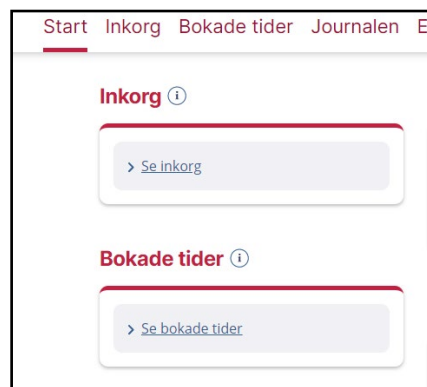 Start Inkorg Bokade tider Journalen
Inkorg
Se inkorg
Bokade tider
Se bokade tider